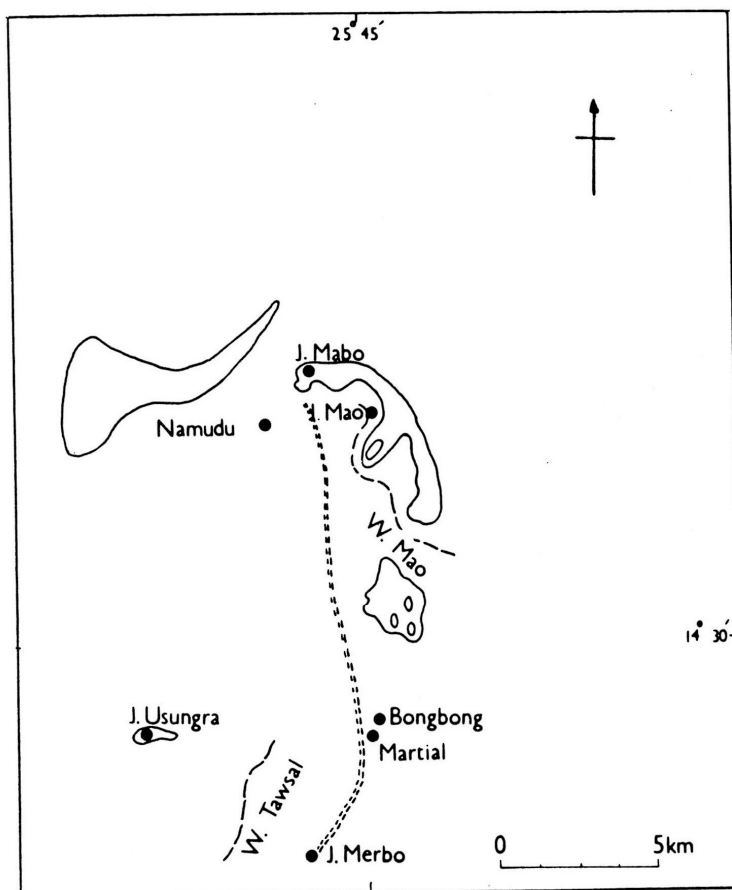 25° 45′
J. Mabo
J. Mao
Namudu
W. Mao
14° 30′
J. Usungra
Bongbong
Martial
W. Tawsal
J. Merbo
0 5km